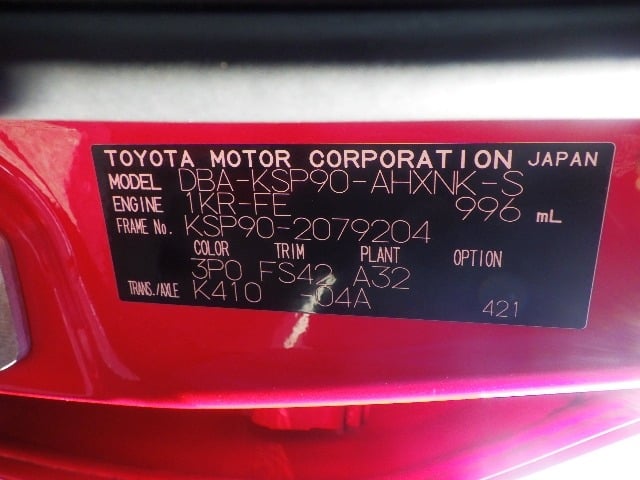 TOYOTA MOTOR CORPORATION JAPAN
MODEL DBA-KSP90-AHXNK-S
ENGINE 1KR-FE 996 mL
FRAME No. KSP90-2079204
COLOR TRIM PLANT OPTION
3P0 FS42 A32
TRANS./AXLE K410 -04A 421